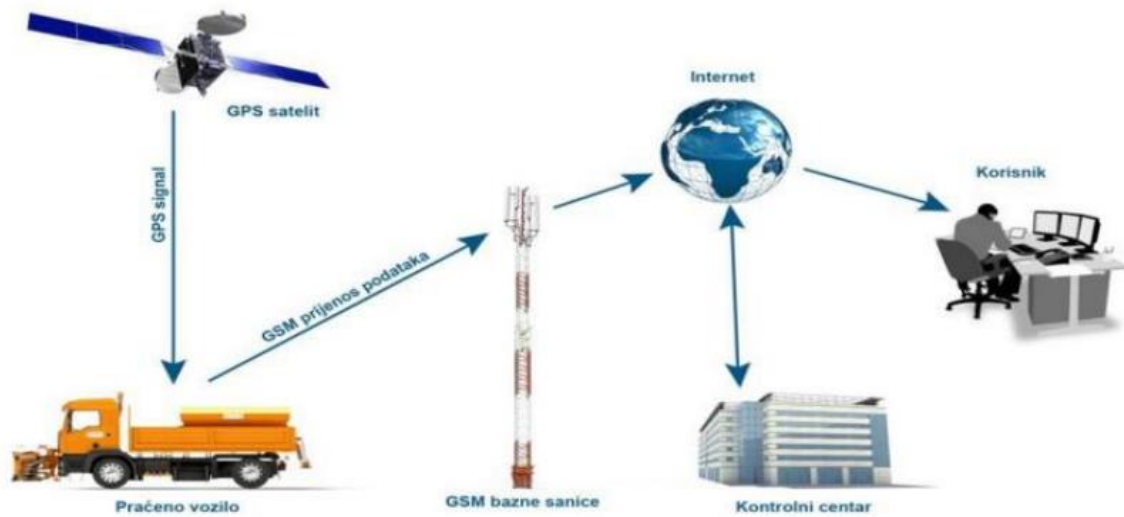 Internet
GPS satelit
GPS signal
Korisnik
GSM prijenos podataka
Praćeno vozilo
GSM bazne sanice
Kontrolni centar